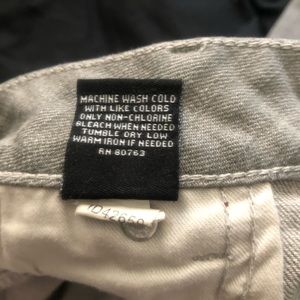 MACHINE WASH COLD
WITH LIKE COLORS
ONLY NON-CHLORINE
BLEACH WHEN NEEDED
TUMBLE DRY LOW
WARM IRON IF NEEDED
RN 80763